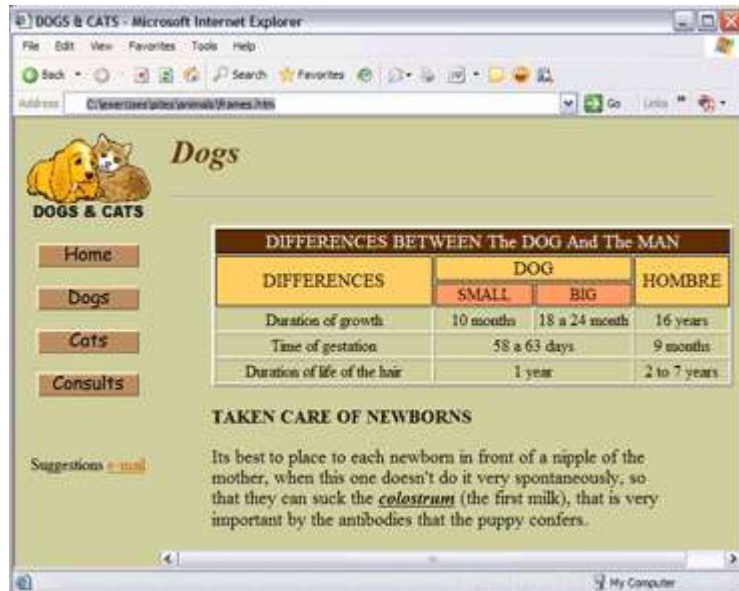 DOGS & CATS - Microsoft Internet Explorer
File Edit View Favorites Tools Help
Back Search Favorites
Address C:\exercises\sites\animals\frames.htm Go Links »
DOGS & CATS
Home
Dogs
Cats
Consults
Suggestions e-mail
Dogs
DIFFERENCES BETWEEN The DOG And The MAN
DIFFERENCES DOG HOMBRE
SMALL BIG
Duration of growth 10 months 18 a 24 month 16 years
Time of gestation 58 a 63 days 9 months
Duration of life of the hair 1 year 2 to 7 years
TAKEN CARE OF NEWBORNS
Its best to place to each newborn in front of a nipple of the
mother, when this one doesn't do it very spontaneously, so
that they can suck the colostrum (the first milk), that is very
important by the antibodies that the puppy confers.
My Computer